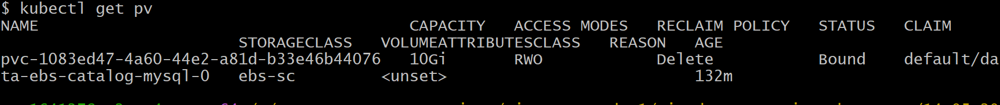 $ kubectl get pv
NAME CAPACITY ACCESS MODES RECLAIM POLICY STATUS CLAIM
STORAGECLASS VOLUMEATTRIBUTESCLASS REASON AGE
pvc-1083ed47-4a60-44e2-a81d-b33e46b44076 10Gi RWO Delete Bound default/da
ta-ebs-catalog-mysql-0 ebs-sc <unset> 132m